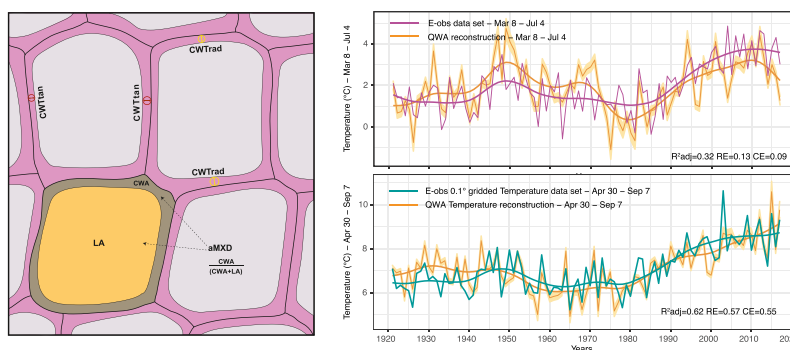 CWTrad
CWTtan
CWTtan
CWTrad
CWA
LA
aMXD
CWA
(CWA+LA)
E-obs data set – Mar 8 – Jul 4
QWA reconstruction – Mar 8 – Jul 4
Temperature (°C) – Mar 8 – Jul 4
4
2
0
R²adj=0.32 RE=0.13 CE=0.09
E-obs 0.1° gridded Temperature data set – Apr 30 – Sep 7
QWA Temperature reconstruction – Apr 30 – Sep 7
Temperature (°C) – Apr 30 – Sep 7
10
8
6
R²adj=0.62 RE=0.57 CE=0.55
1920 1930 1940 1950 1960 1970 1980 1990 2000 2010
Years